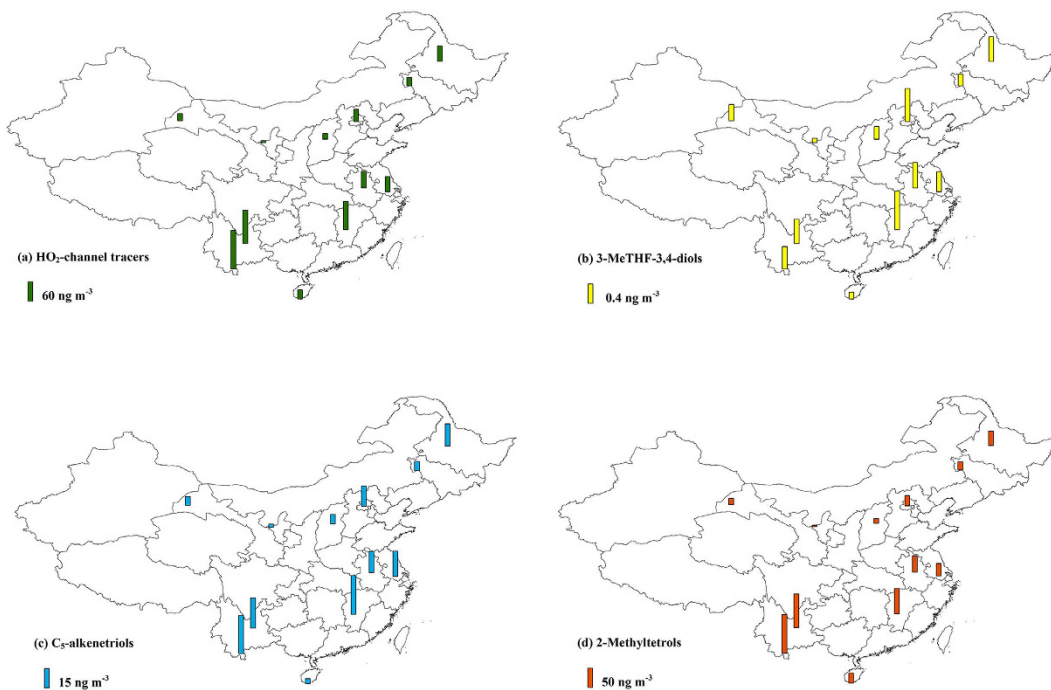 (a) HO₂-channel tracers
60 ng m⁻³
(b) 3-MeTHF-3,4-diols
0.4 ng m⁻³
(c) C₅-alkenetriols
15 ng m⁻³
(d) 2-Methyltetrols
50 ng m⁻³